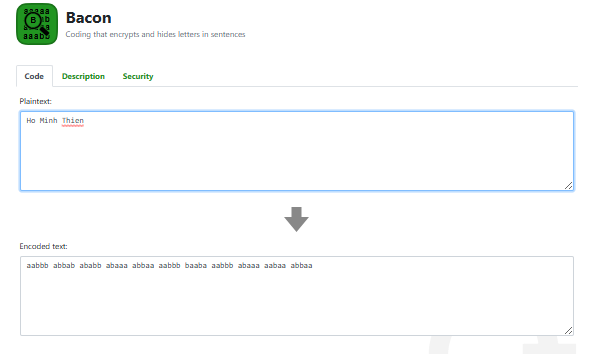 Bacon
Coding that encrypts and hides letters in sentences
Code Description Security
Plaintext:
Ho Minh Thien
Encoded text:
aabbb abbab ababb abaaa abbaa aabbb baaba aabbb abaaa aabaa abbaa